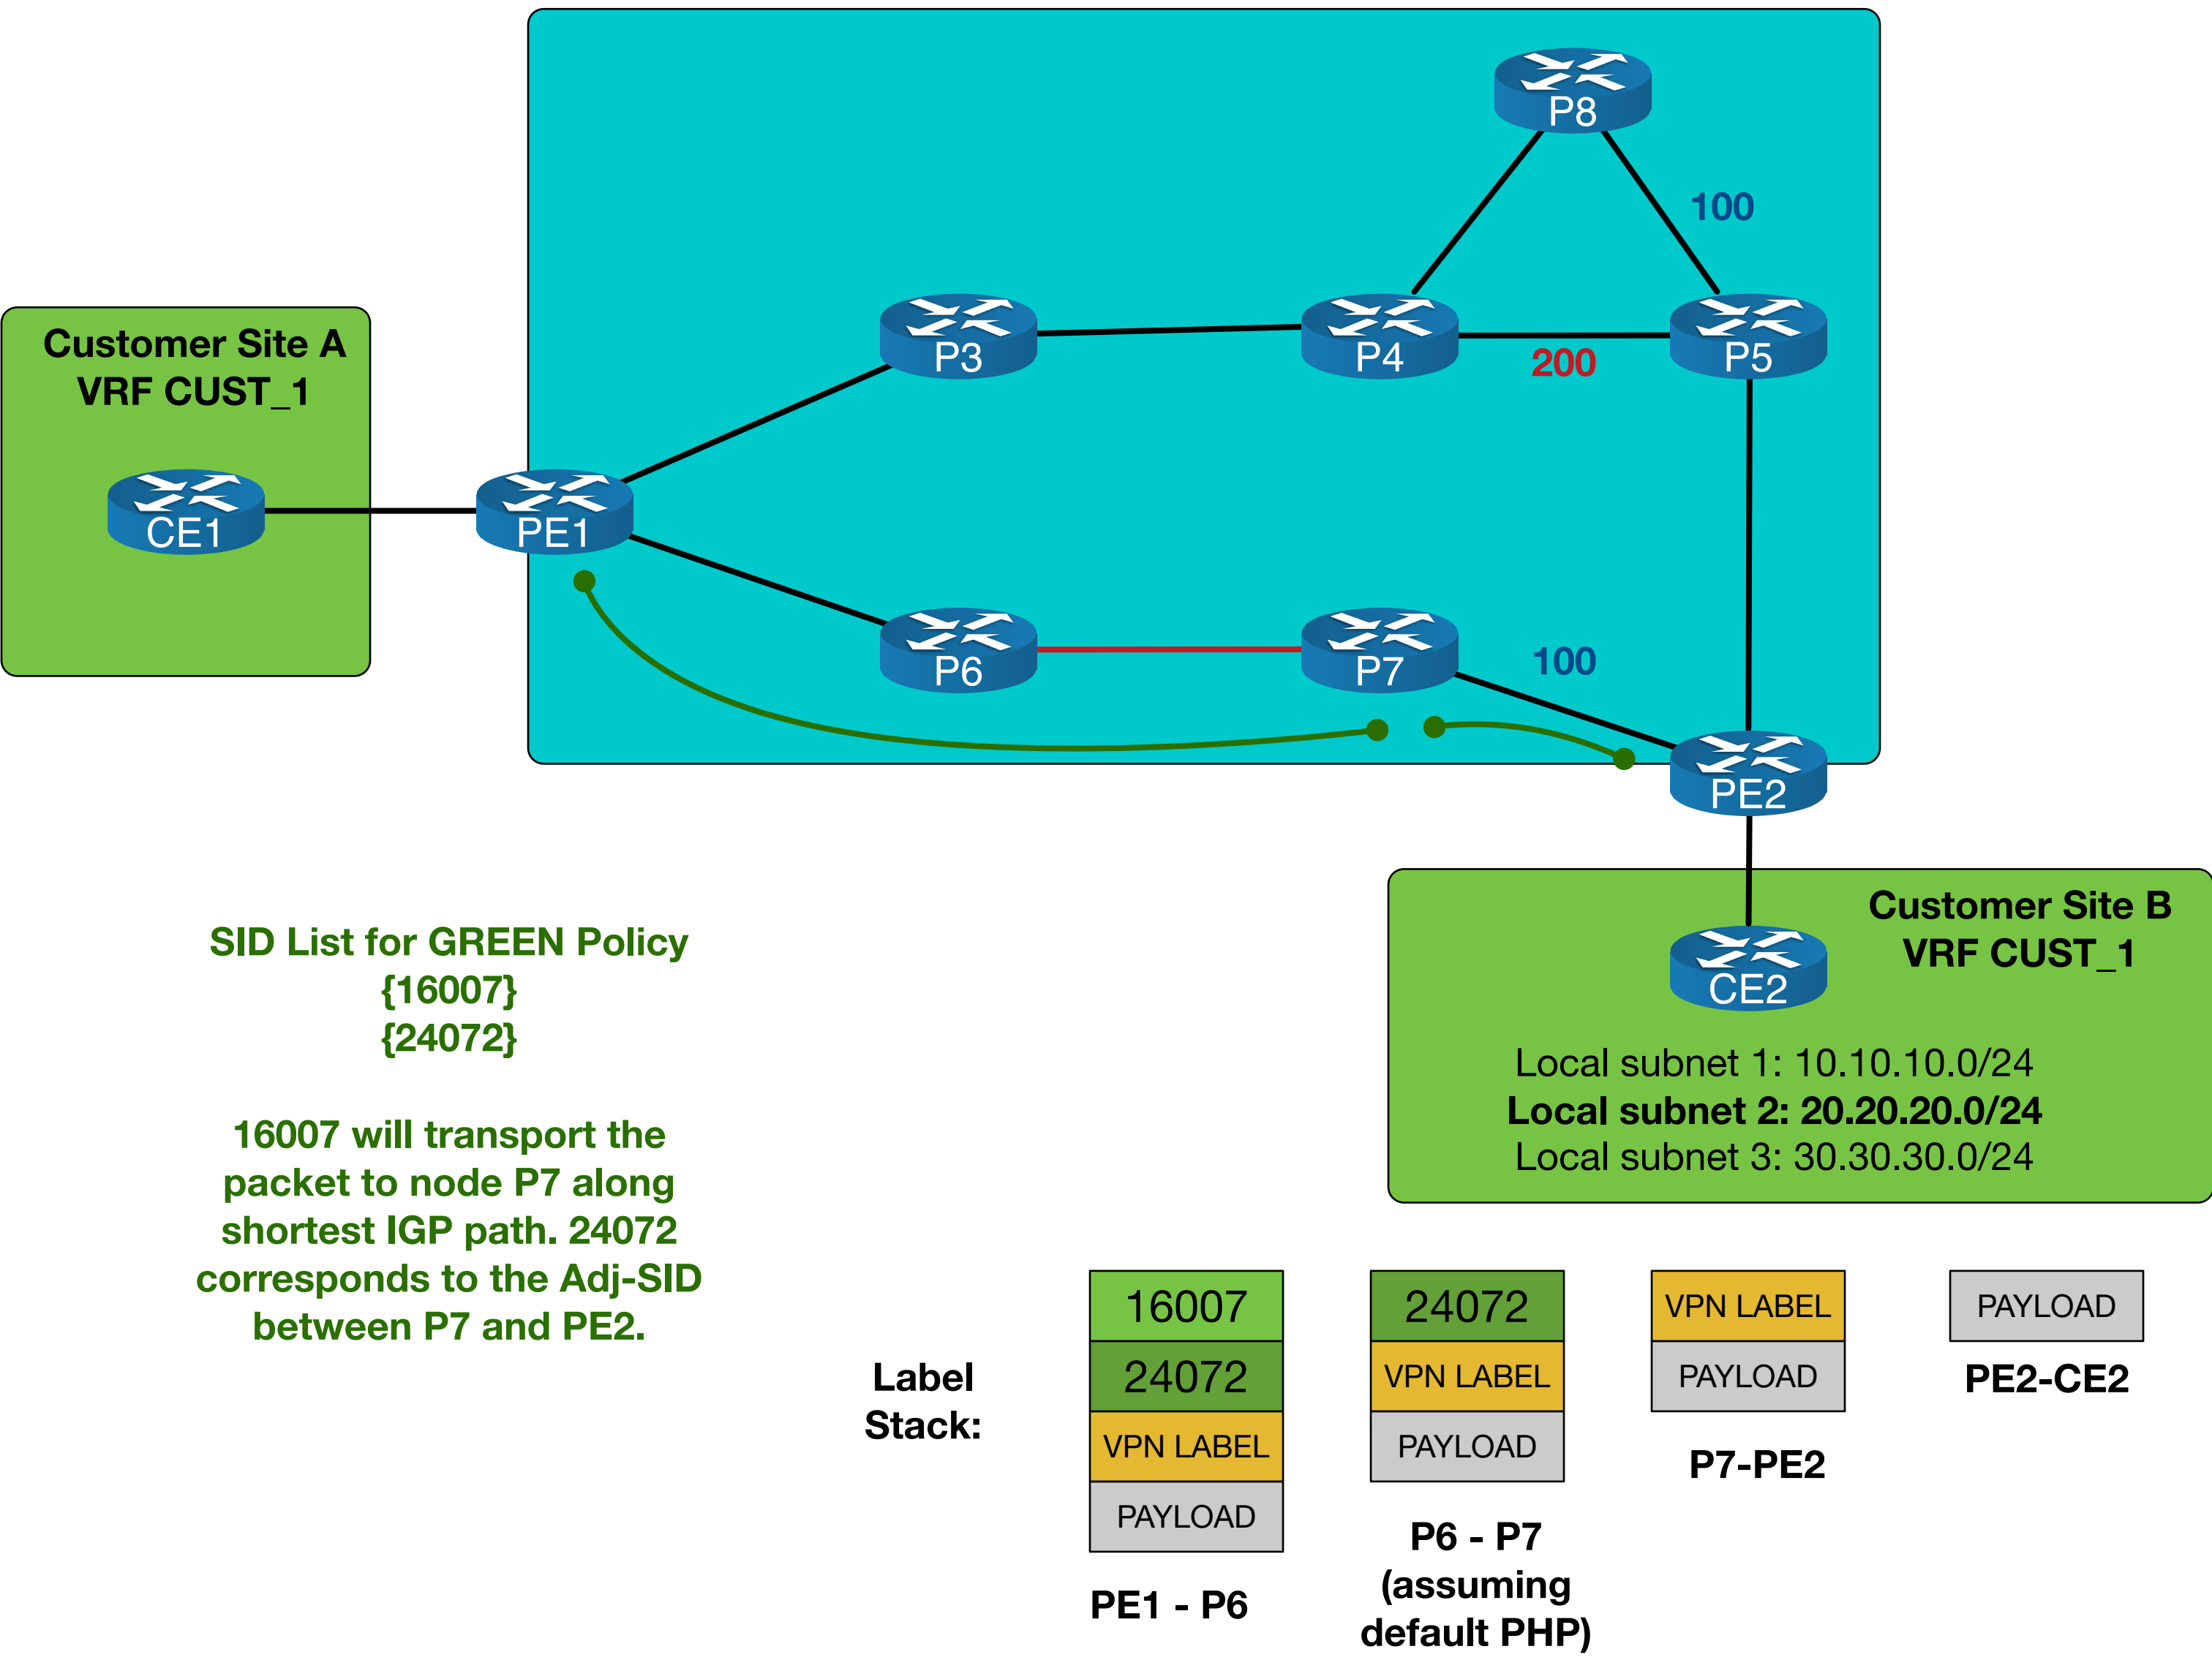 P8
100
Customer Site A
VRF CUST_1
P3
P4
200
P5
CE1
PE1
P6
P7
100
PE2
Customer Site B
VRF CUST_1
CE2
Local subnet 1: 10.10.10.0/24
Local subnet 2: 20.20.20.0/24
Local subnet 3: 30.30.30.0/24
SID List for GREEN Policy
{16007}
{24072}
16007 will transport the
packet to node P7 along
shortest IGP path. 24072
corresponds to the Adj-SID
between P7 and PE2.
Label
Stack:
16007
24072
VPN LABEL
PAYLOAD
PE1 - P6
24072
VPN LABEL
PAYLOAD
P6 - P7
(assuming
default PHP)
VPN LABEL
PAYLOAD
P7-PE2
PAYLOAD
PE2-CE2